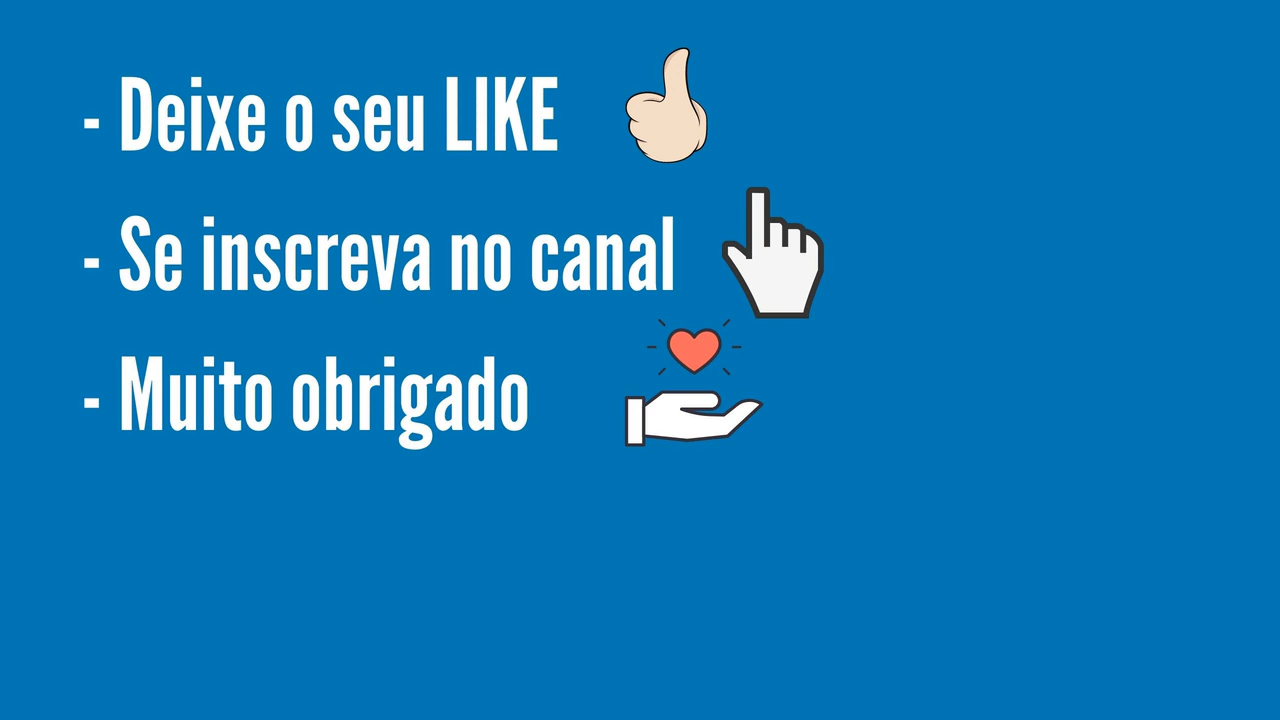 - Deixe o seu LIKE
- Se inscreva no canal
- Muito obrigado